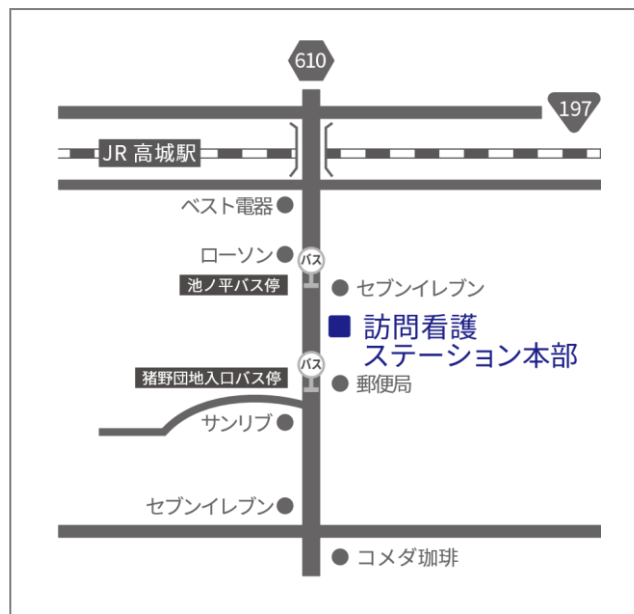 610
197
JR 高城駅
ベスト電器
ローソン
バス
池ノ平バス停
セブンイレブン
訪問看護
ステーション本部
バス
猪野団地入口バス停
郵便局
サンリブ
セブンイレブン
コメダ珈琲